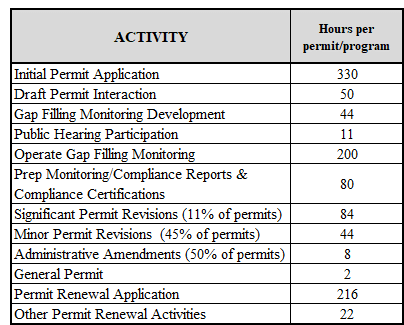 ACTIVITY
Hours per
permit/program
Initial Permit Application 330
Draft Permit Interaction 50
Gap Filling Monitoring Development 44
Public Hearing Participation 11
Operate Gap Filling Monitoring 200
Prep Monitoring/Compliance Reports &
Compliance Certifications 80
Significant Permit Revisions (11% of permits) 84
Minor Permit Revisions (45% of permits) 44
Administrative Amendments (50% of permits) 8
General Permit 2
Permit Renewal Application 216
Other Permit Renewal Activities 22